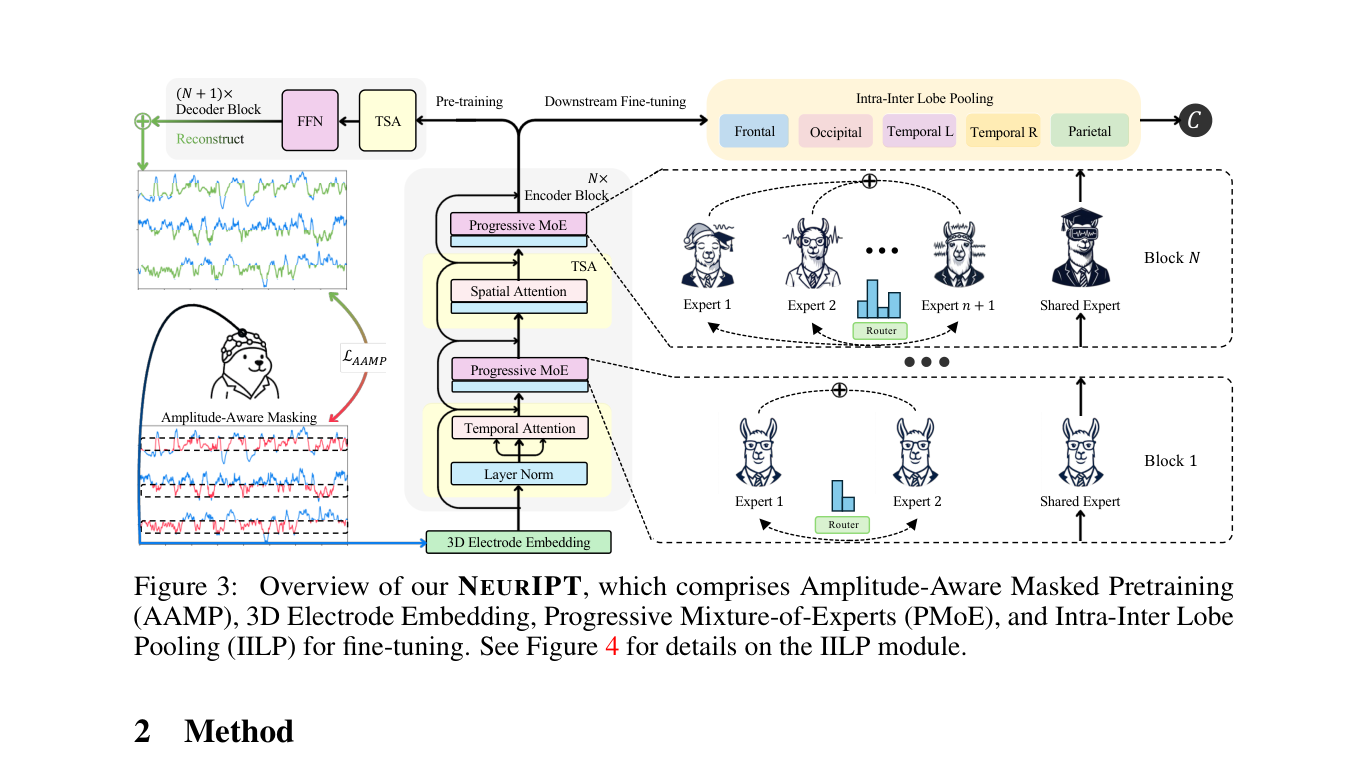 (N + 1)×
Decoder Block
Reconstruct
FFN
TSA
Pre-training
Downstream Fine-tuning
Intra-Inter Lobe Pooling
Frontal
Occipital
Temporal L
Temporal R
Parietal
C
N×
Encoder Block
Progressive MoE
TSA
Spatial Attention
Progressive MoE
Temporal Attention
Layer Norm
3D Electrode Embedding
ℒAAMP
Amplitude-Aware Masking
Expert 1
Expert 2
Expert n + 1
Shared Expert
Router
Block N
Expert 1
Expert 2
Shared Expert
Router
Block 1
Figure 3: Overview of our NEURIPT, which comprises Amplitude-Aware Masked Pretraining
(AAMP), 3D Electrode Embedding, Progressive Mixture-of-Experts (PMoE), and Intra-Inter Lobe
Pooling (IILP) for fine-tuning. See Figure 4 for details on the IILP module.
2 Method